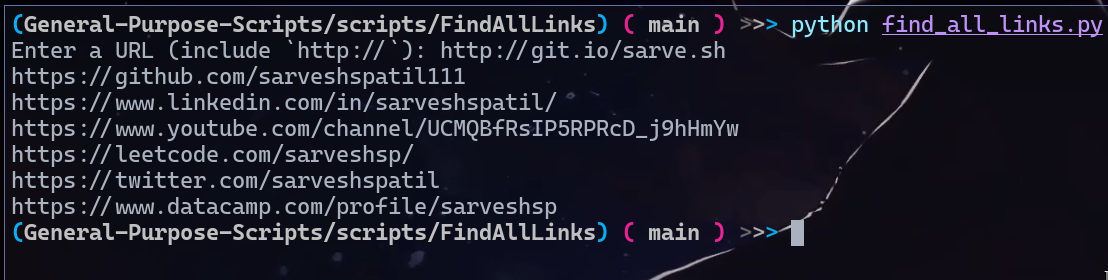 (General-Purpose-Scripts/scripts/FindAllLinks) ( main ) >>> python find_all_links.py
Enter a URL (include `http://`): http://git.io/sarve.sh
https://github.com/sarveshspatil111
https://www.linkedin.com/in/sarveshspatil/
https://www.youtube.com/channel/UCMQBfRsIP5RPRcD_j9hHmYw
https://leetcode.com/sarveshsp/
https://twitter.com/sarveshspatil
https://www.datacamp.com/profile/sarveshsp
(General-Purpose-Scripts/scripts/FindAllLinks) ( main ) >>>